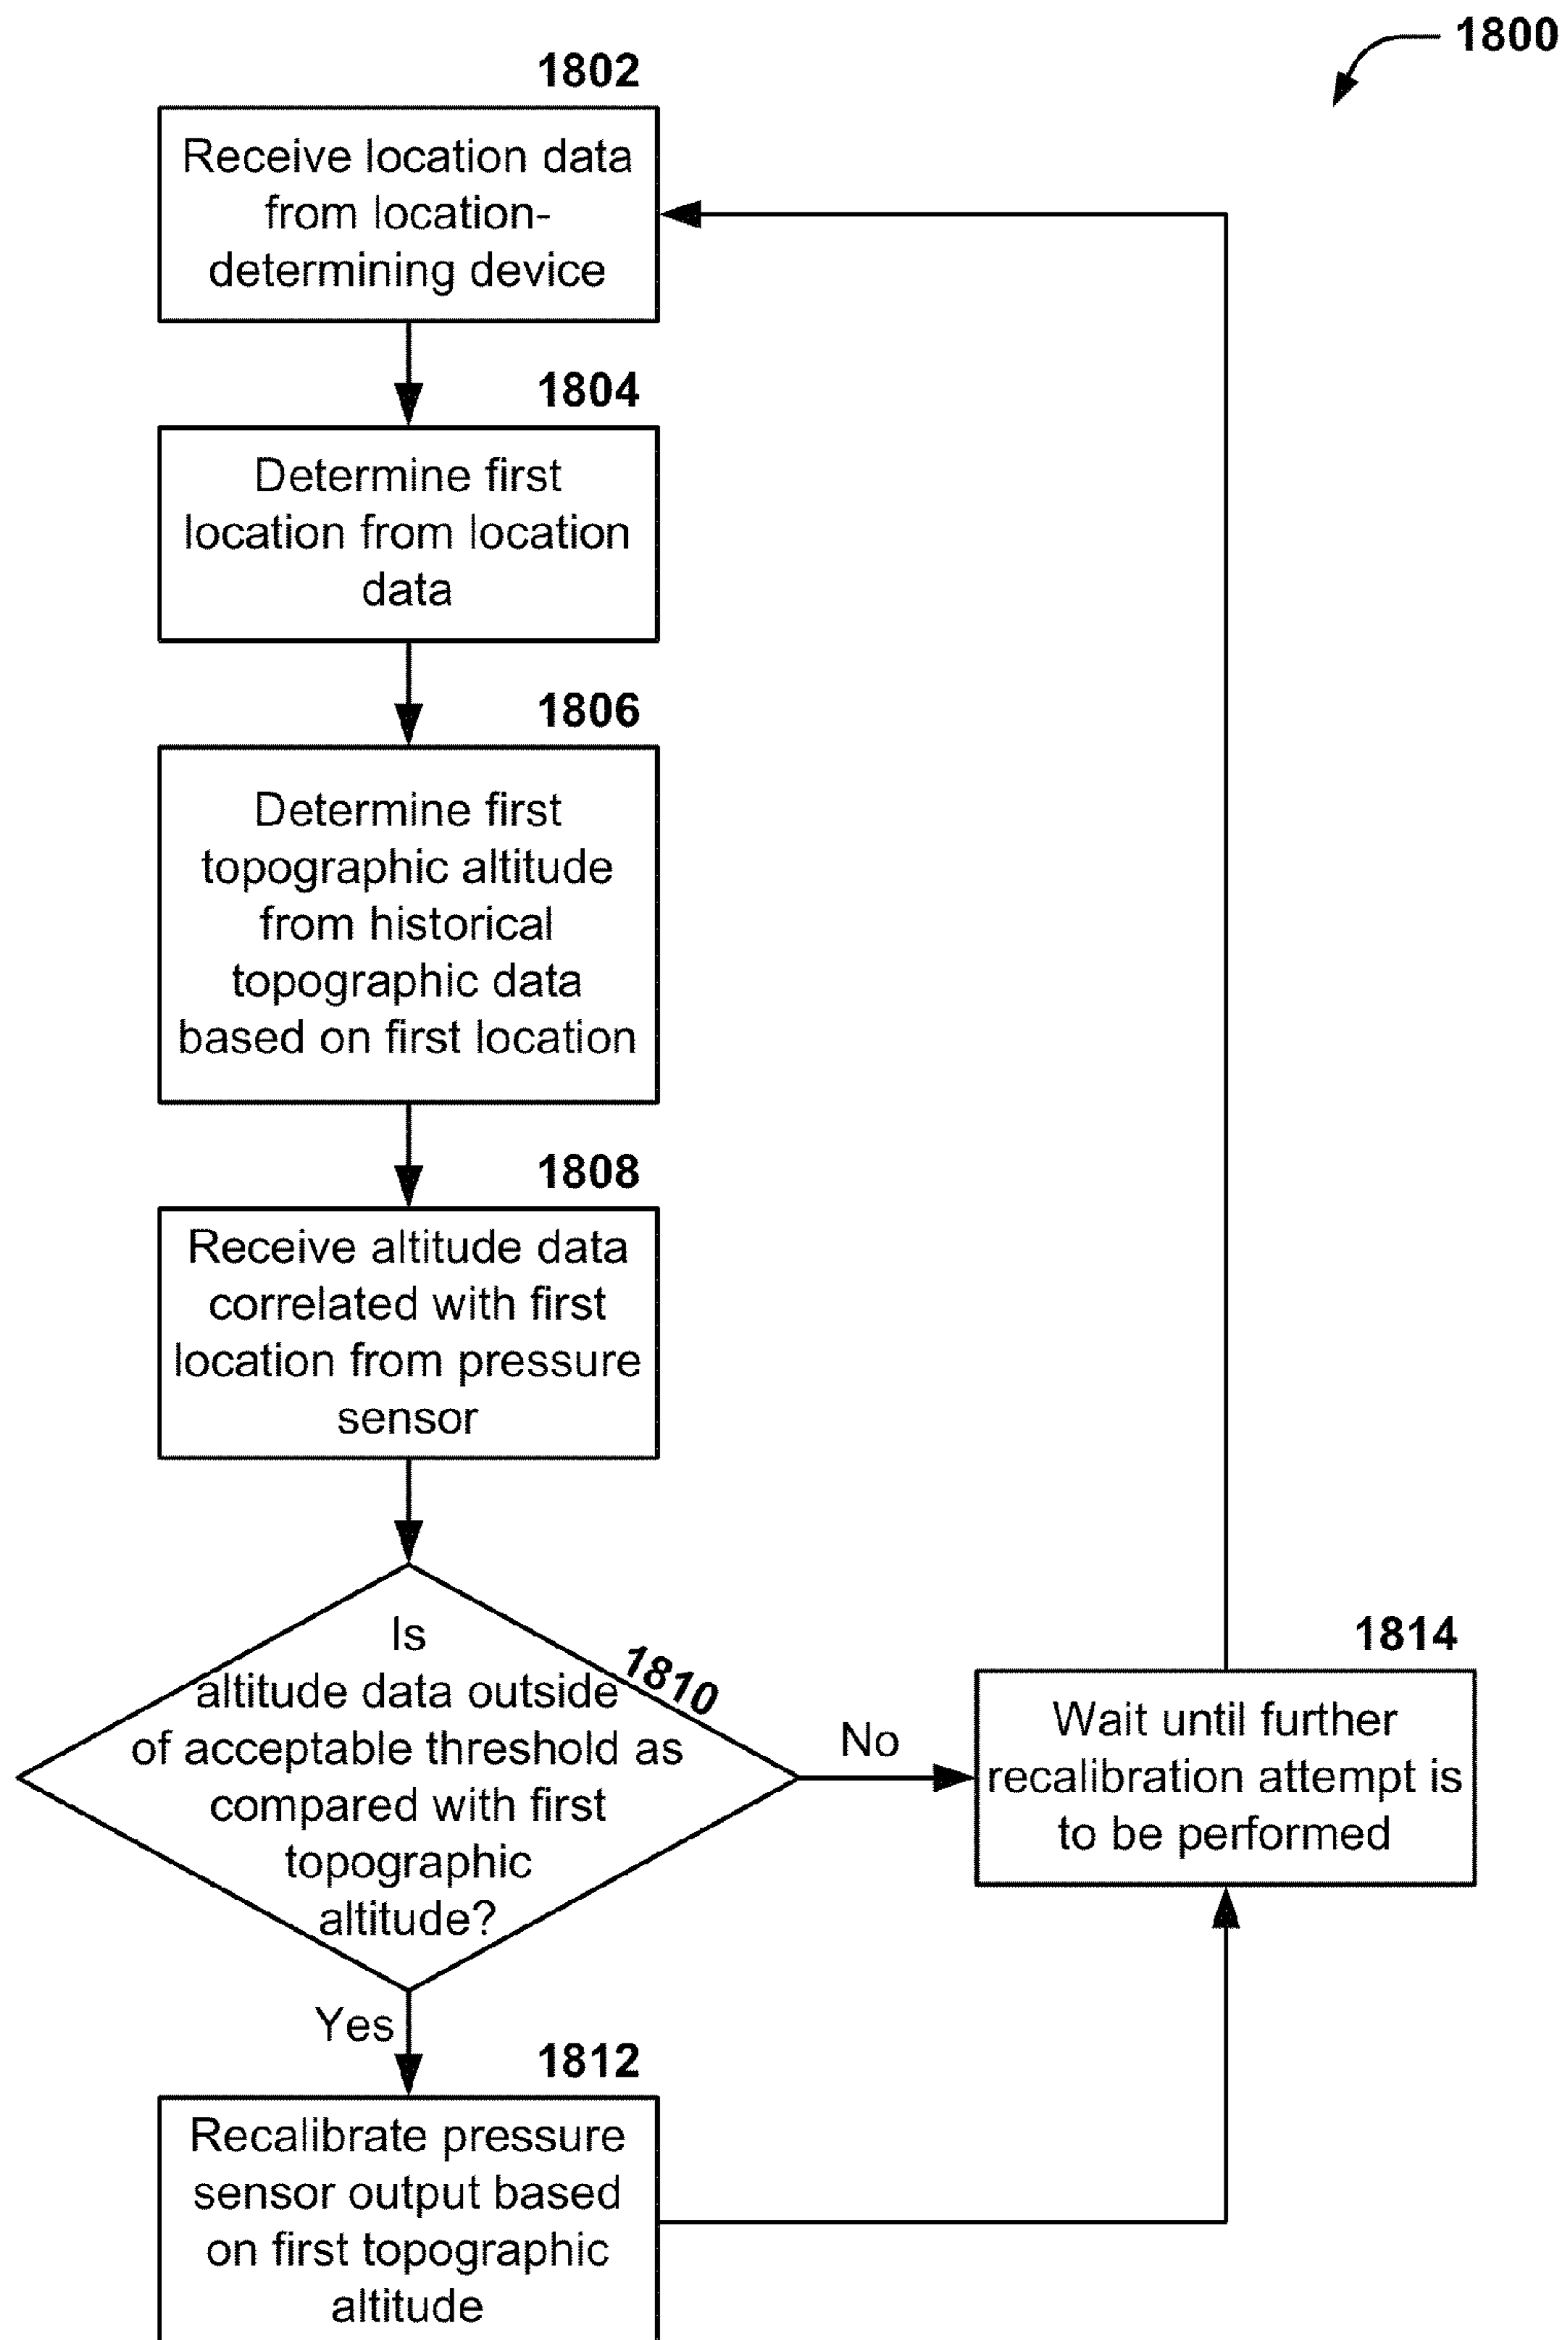 1800
1802
Receive location data
from location-
determining device
1804
Determine first
location from location
data
1806
Determine first
topographic altitude
from historical
topographic data
based on first location
1808
Receive altitude data
correlated with first
location from pressure
sensor
1810
Is
altitude data outside
of acceptable threshold as
compared with first
topographic
altitude?
No
1814
Wait until further
recalibration attempt is
to be performed
Yes
1812
Recalibrate pressure
sensor output based
on first topographic
altitude